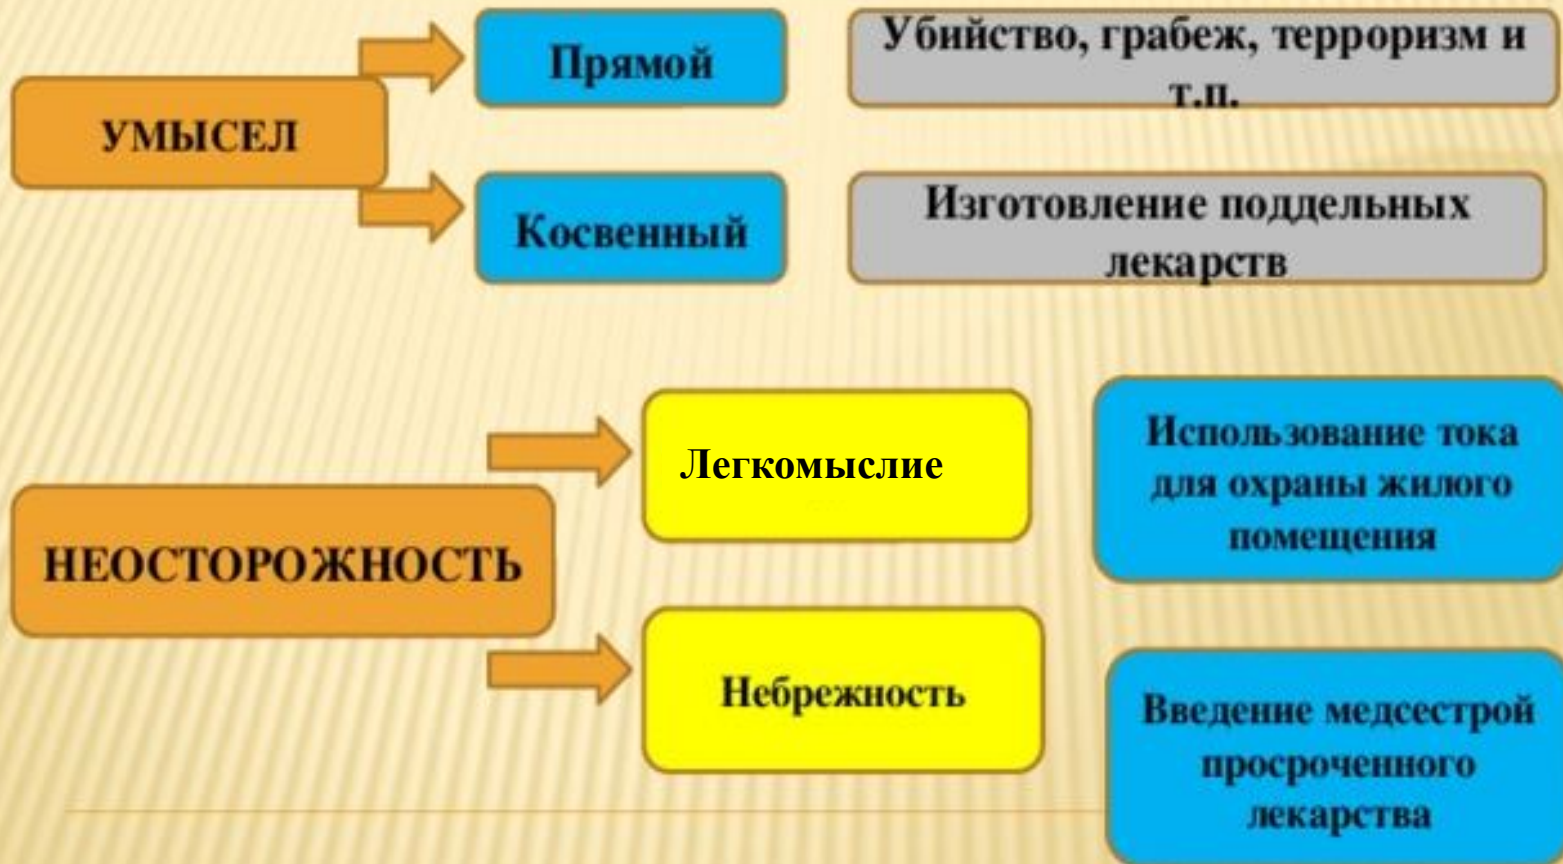 УМЫСЕЛ
Прямой
Убийство, грабеж, терроризм и
т.п.
Косвенный
Изготовление поддельных
лекарств
НЕОСТОРОЖНОСТЬ
Легкомыслие
Использование тока
для охраны жилого
помещения
Небрежность
Введение медсестрой
просроченного
лекарства